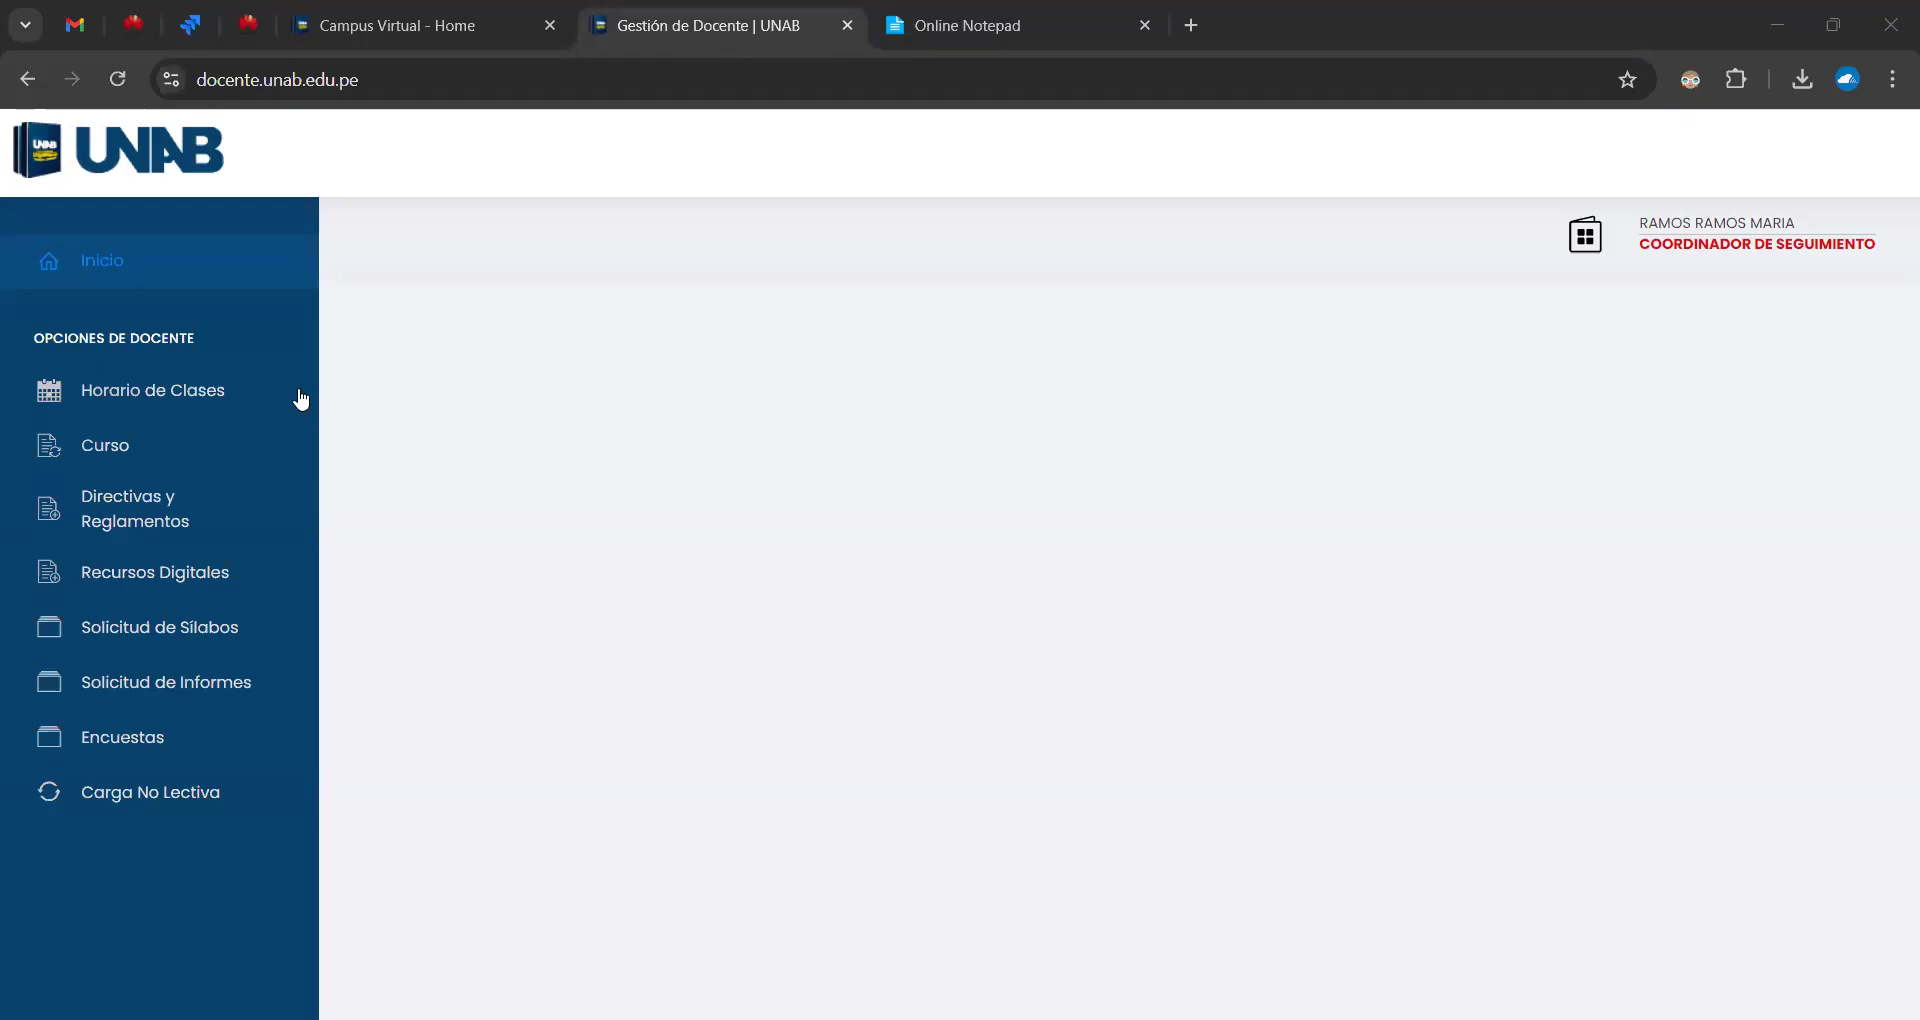 Campus Virtual - Home
Gestión de Docente | UNAB
Online Notepad
docente.unab.edu.pe
UNAB
UNAB
RAMOS RAMOS MARIA
COORDINADOR DE SEGUIMIENTO
Inicio
OPCIONES DE DOCENTE
Horario de Clases
Curso
Directivas y
Reglamentos
Recursos Digitales
Solicitud de Sílabos
Solicitud de Informes
Encuestas
Carga No Lectiva